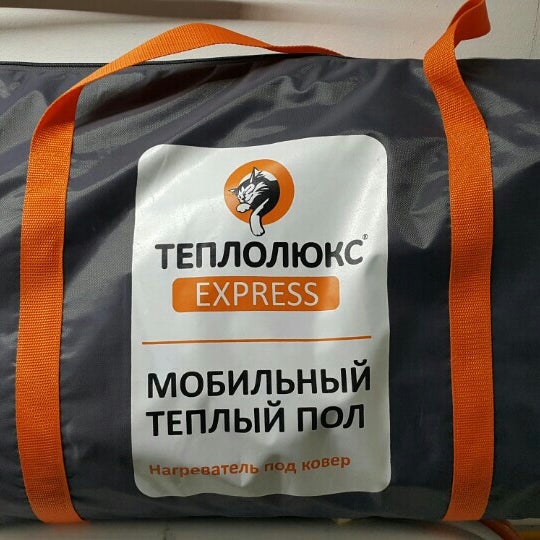 ТЕПЛОЛЮКС®
EXPRESS
МОБИЛЬНЫЙ
ТЕПЛЫЙ ПОЛ
Нагреватель под ковер